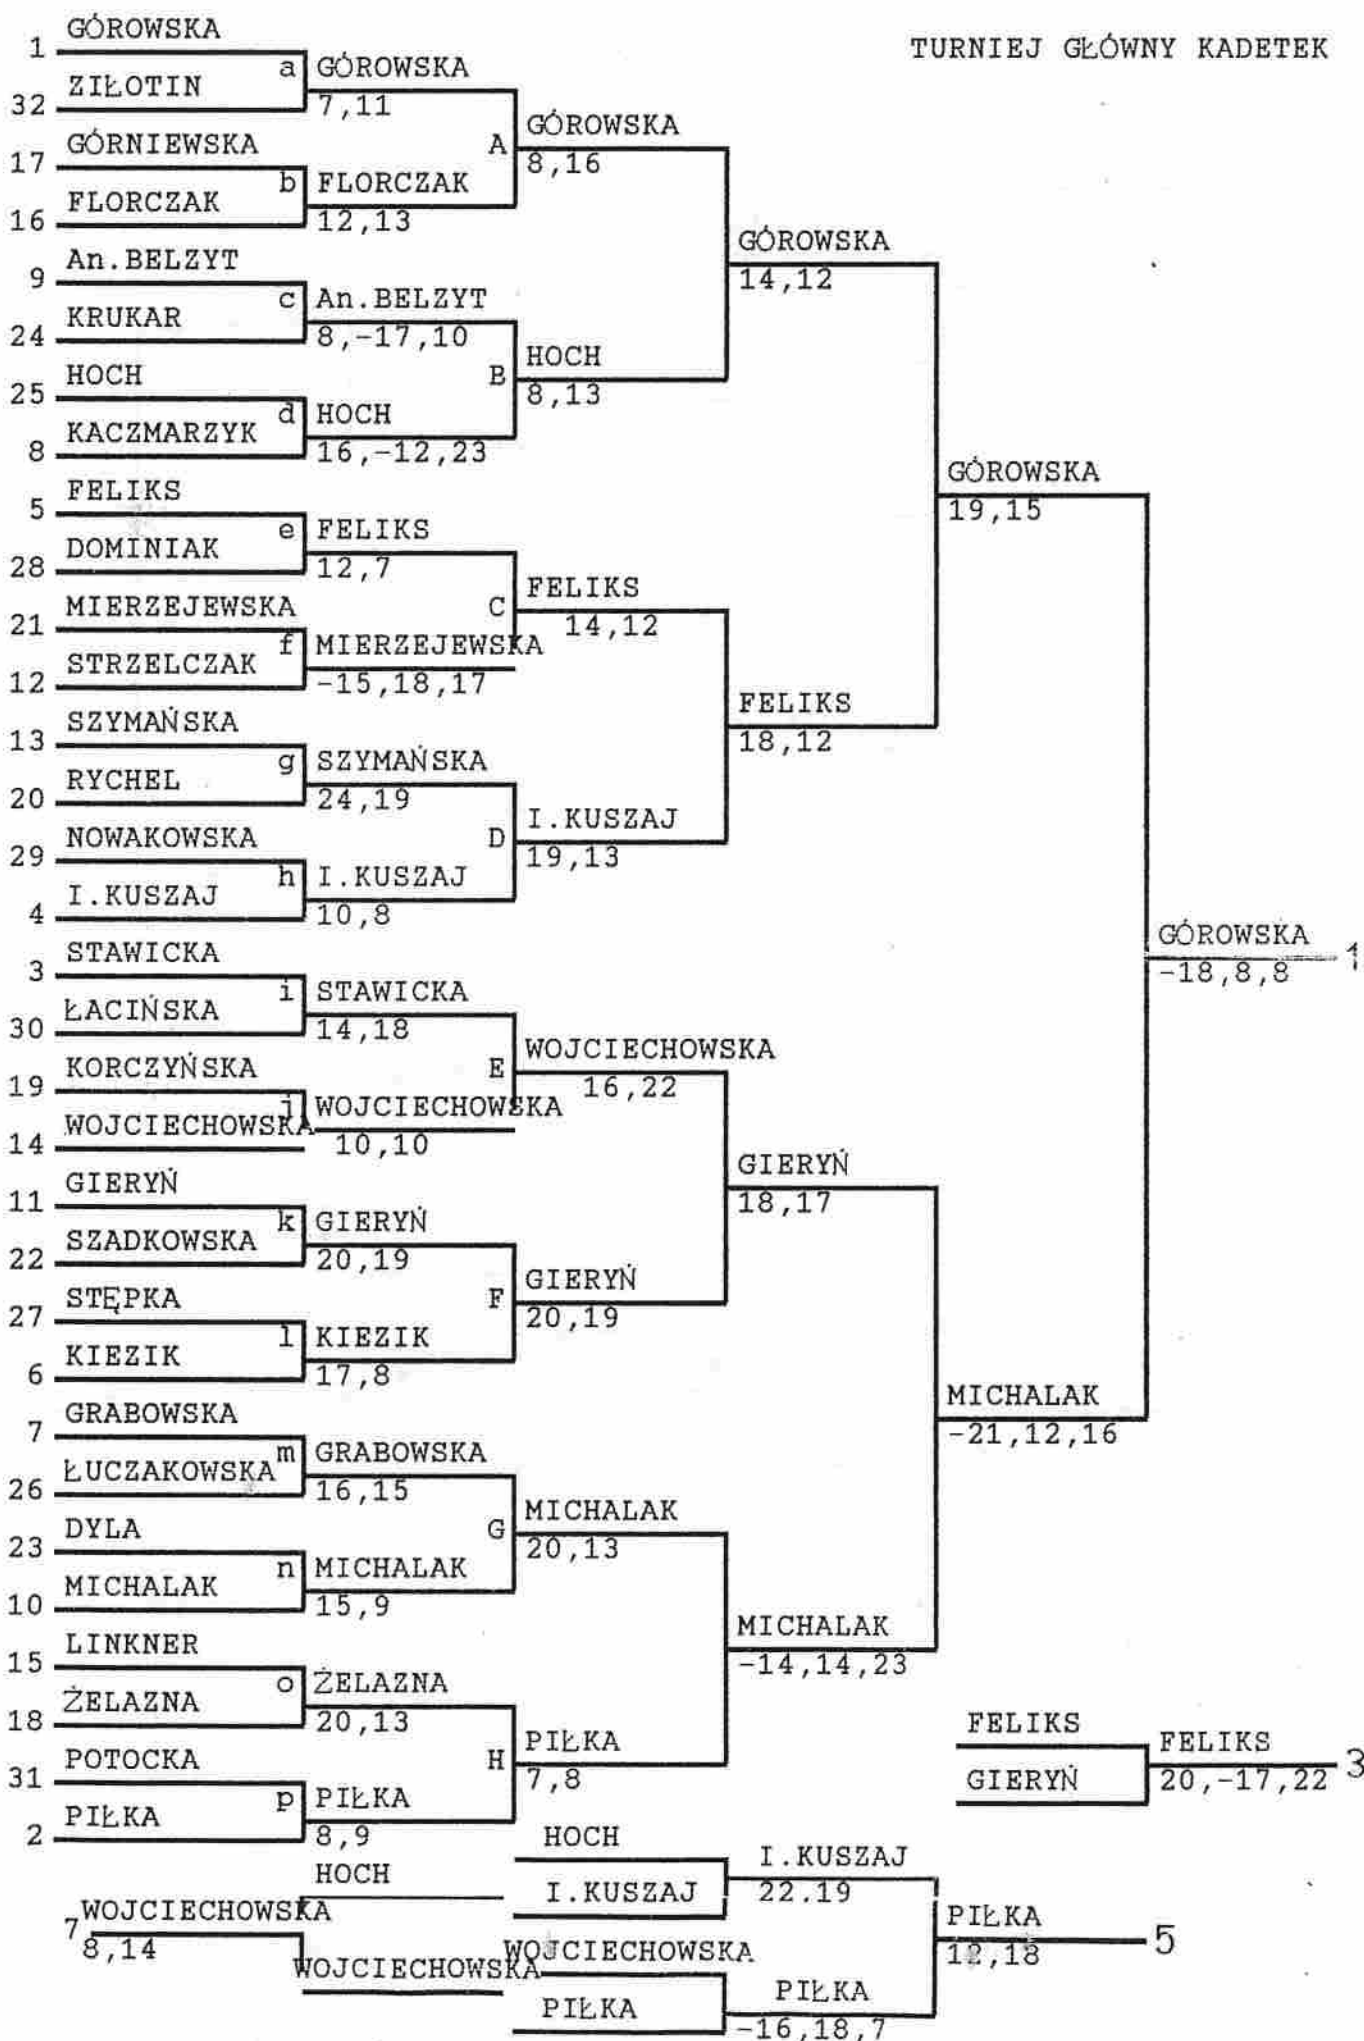 TURNIEJ GŁÓWNY KADETEK
1 GÓROWSKA
32 ZIŁOTIN
a GÓROWSKA
7,11
17 GÓRNIEWSKA
16 FLORCZAK
b FLORCZAK
12,13
A GÓROWSKA
8,16
9 An.BELZYT
24 KRUKAR
c An.BELZYT
8,-17,10
25 HOCH
8 KACZMARZYK
d HOCH
16,-12,23
B HOCH
8,13
GÓROWSKA
14,12
5 FELIKS
28 DOMINIAK
e FELIKS
12,7
21 MIERZEJEWSKA
12 STRZELCZAK
f MIERZEJEWSKA
-15,18,17
C FELIKS
14,12
13 SZYMAŃSKA
20 RYCHEL
g SZYMAŃSKA
24,19
29 NOWAKOWSKA
4 I.KUSZAJ
h I.KUSZAJ
10,8
D I.KUSZAJ
19,13
FELIKS
18,12
GÓROWSKA
19,15
3 STAWICKA
30 ŁACIŃSKA
i STAWICKA
14,18
19 KORCZYŃSKA
14 WOJCIECHOWSKA
j WOJCIECHOWSKA
10,10
E WOJCIECHOWSKA
16,22
11 GIERYŃ
22 SZADKOWSKA
k GIERYŃ
20,19
27 STĘPKA
6 KIEZIK
l KIEZIK
17,8
F GIERYŃ
20,19
GIERYŃ
18,17
7 GRABOWSKA
26 ŁUCZAKOWSKA
m GRABOWSKA
16,15
23 DYLA
10 MICHALAK
n MICHALAK
15,9
G MICHALAK
20,13
15 LINKNER
18 ŻELAZNA
o ŻELAZNA
20,13
31 POTOCKA
2 PIŁKA
p PIŁKA
8,9
H PIŁKA
7,8
MICHALAK
-14,14,23
MICHALAK
-21,12,16
GÓROWSKA 1
-18,8,8
FELIKS
GIERYŃ
FELIKS 3
20,-17,22
HOCH
I.KUSZAJ
I.KUSZAJ
22.19
WOJCIECHOWSKA
PIŁKA
PIŁKA
-16,18,7
PIŁKA 5
12,18
HOCH
WOJCIECHOWSKA
7 WOJCIECHOWSKA
8,14